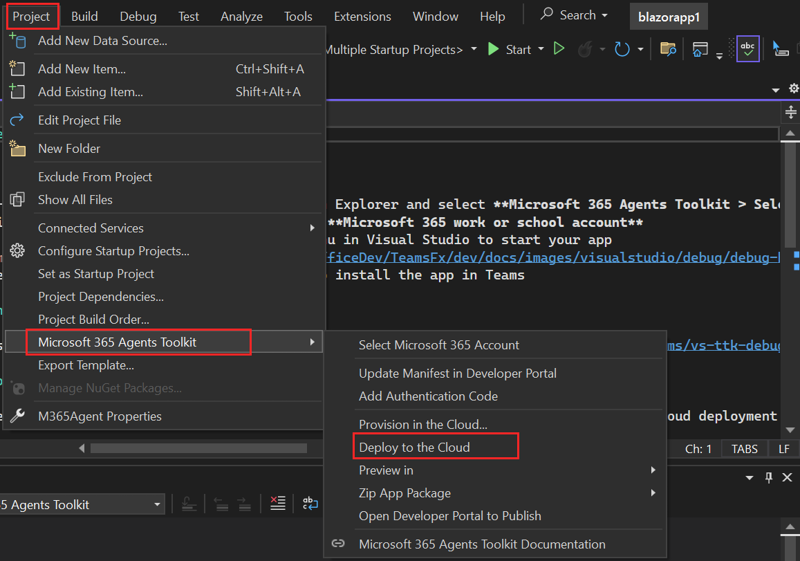 Project Build Debug Test Analyze Tools Extensions Window Help Search blazorapp1
Add New Data Source...
Multiple Startup Projects> Start
Add New Item... Ctrl+Shift+A
Add Existing Item... Shift+Alt+A
abc
Edit Project File
New Folder
Exclude From Project
Show All Files
Explorer and select **Microsoft 365 Agents Toolkit > Sele
**Microsoft 365 work or school account**
Connected Services
u in Visual Studio to start your app
Configure Startup Projects...
ficeDev/TeamsFx/dev/docs/images/visualstudio/debug/debug-
Set as Startup Project
install the app in Teams
Project Dependencies...
Project Build Order...
Microsoft 365 Agents Toolkit
Select Microsoft 365 Account
ms/vs-ttk-debug
Export Template...
Update Manifest in Developer Portal
Manage NuGet Packages...
Add Authentication Code
M365Agent Properties
Provision in the Cloud...
oud deployment
Deploy to the Cloud
Ch: 1 TABS LF
Preview in
Zip App Package
5 Agents Toolkit
Open Developer Portal to Publish
Microsoft 365 Agents Toolkit Documentation